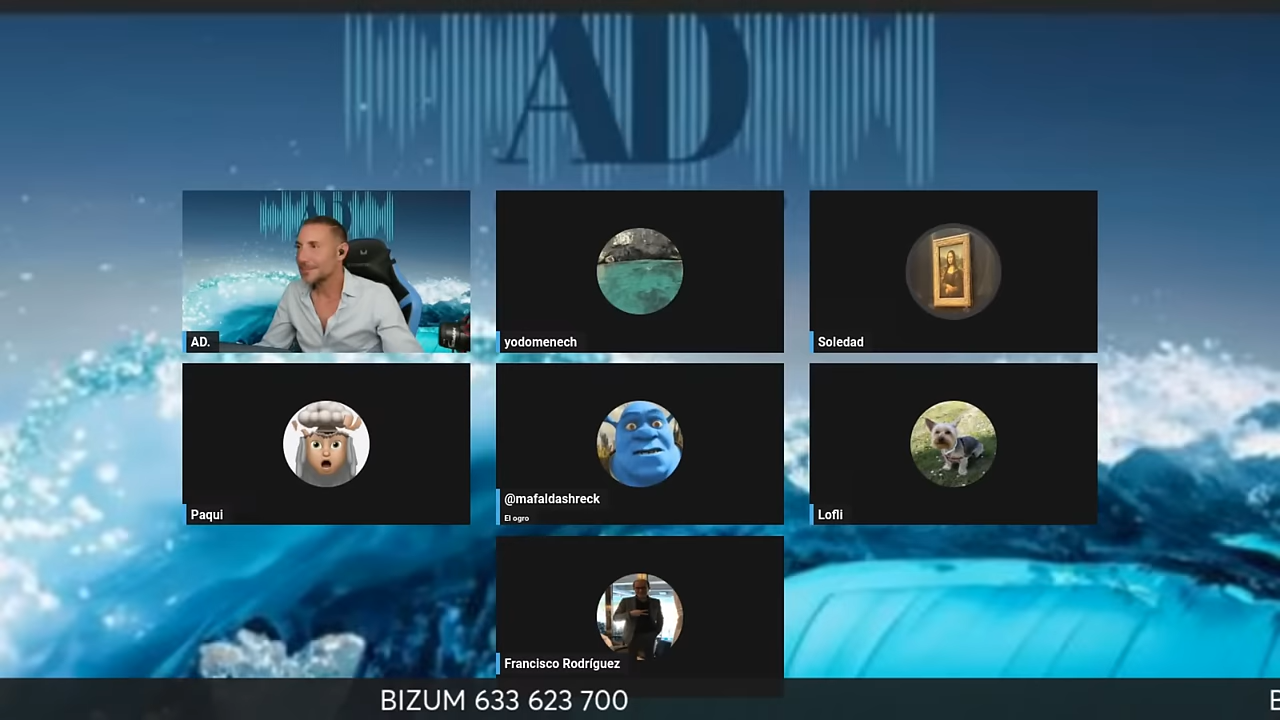 AD
AD.
yodomenech
Soledad
Paqui
@mafaldashreck
El ogro
Lofli
Francisco Rodríguez
BIZUM 633 623 700
B